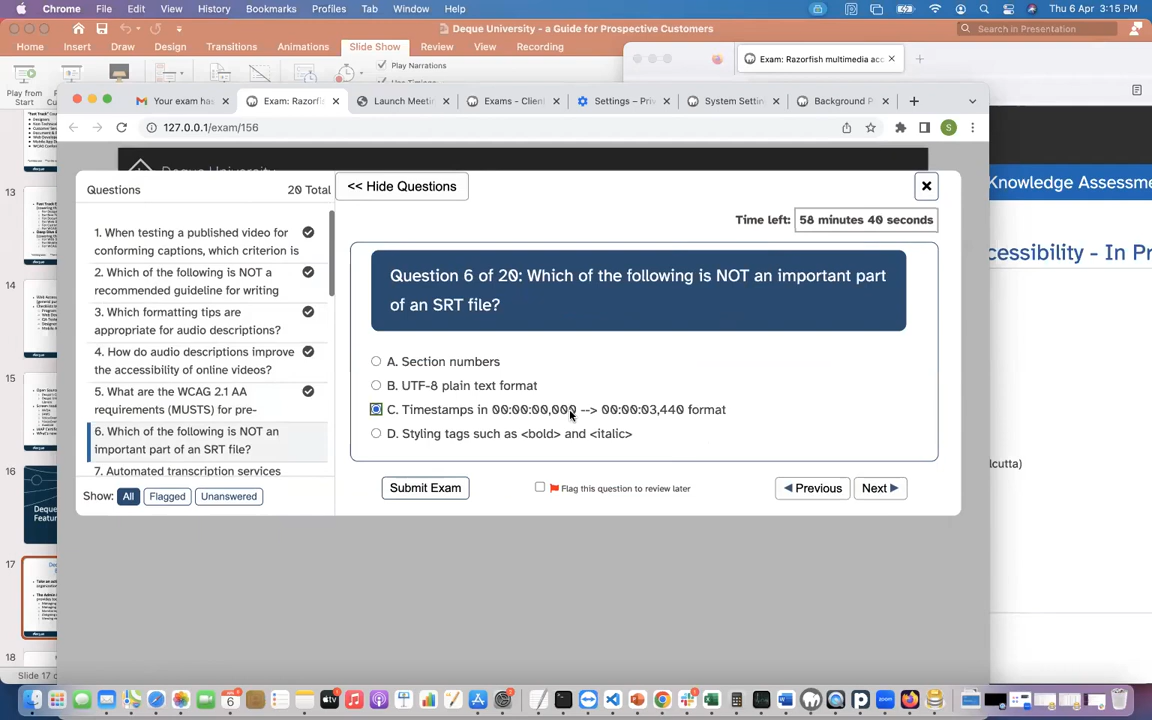 Chrome File Edit View History Bookmarks Profiles Tab Window Help Thu 6 Apr 3:15 PM
Deque University - a Guide for Prospective Customers
Search in Presentation
Home Insert Draw Design Transitions Animations Slide Show Review View Recording
Play from
Start
Play Narrations
Exam: Razorfish multimedia acc
Your exam has
Exam: Razorfi
Launch Meetin
Exams - Clien
Settings – Priv
System Setting
Background P
127.0.0.1/exam/156
S
Deque University
Questions 20 Total
<< Hide Questions
Time left: 58 minutes 40 seconds
1. When testing a published video for
conforming captions, which criterion is
2. Which of the following is NOT a
recommended guideline for writing
3. Which formatting tips are
appropriate for audio descriptions?
4. How do audio descriptions improve
the accessibility of online videos?
5. What are the WCAG 2.1 AA
requirements (MUSTS) for pre-
6. Which of the following is NOT an
important part of an SRT file?
7. Automated transcription services
Show: All Flagged Unanswered
Question 6 of 20: Which of the following is NOT an important part
of an SRT file?
A. Section numbers
B. UTF-8 plain text format
C. Timestamps in 00:00:00,000 --> 00:00:03,440 format
D. Styling tags such as <bold> and <italic>
Submit Exam
Flag this question to review later
Previous Next
Knowledge Assessme
cessibility - In Pr
cutta)
13
14
15
16
17
18
Deque
Featur
Slide 17 o